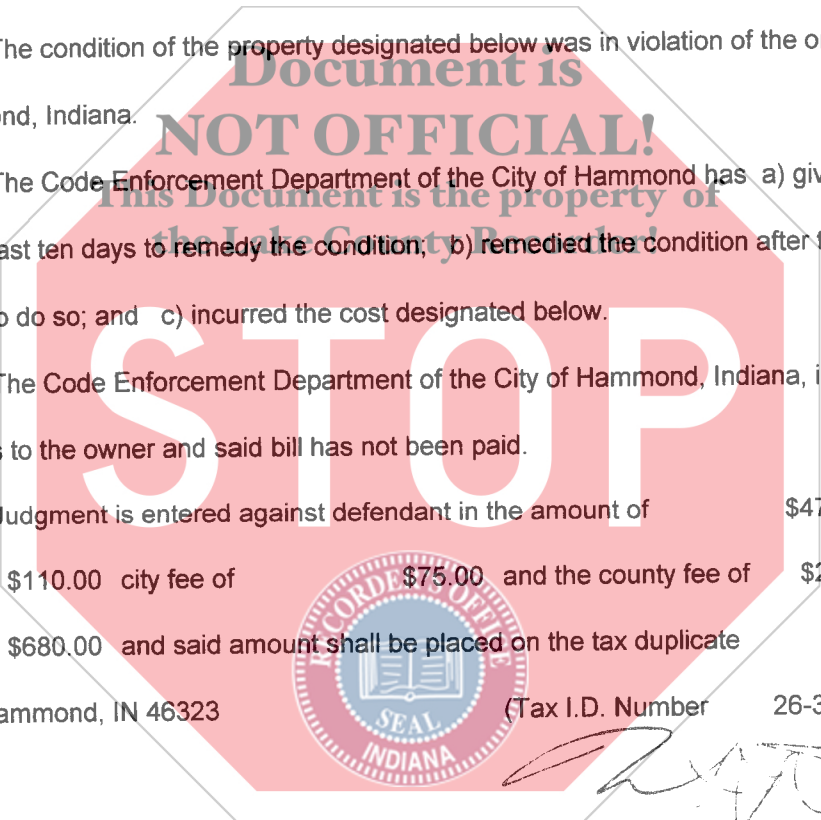 The condition of the property designated below was in violation of the o
Document is
nd, Indiana.
NOT OFFICIAL!
The Code Enforcement Department of the City of Hammond has a) giv
This Document is the property of
ast ten days to remedy the condition; b) remedied the condition after t
the Lake County Recorder!
o do so; and c) incurred the cost designated below.
The Code Enforcement Department of the City of Hammond, Indiana, i
s to the owner and said bill has not been paid.
STOP
Judgment is entered against defendant in the amount of $47
$110.00 city fee of $75.00 and the county fee of $2
$680.00 and said amount shall be placed on the tax duplicate
ammond, IN 46323 (Tax I.D. Number 26-3
RECORDER'S OFFICE
SEAL
INDIANA